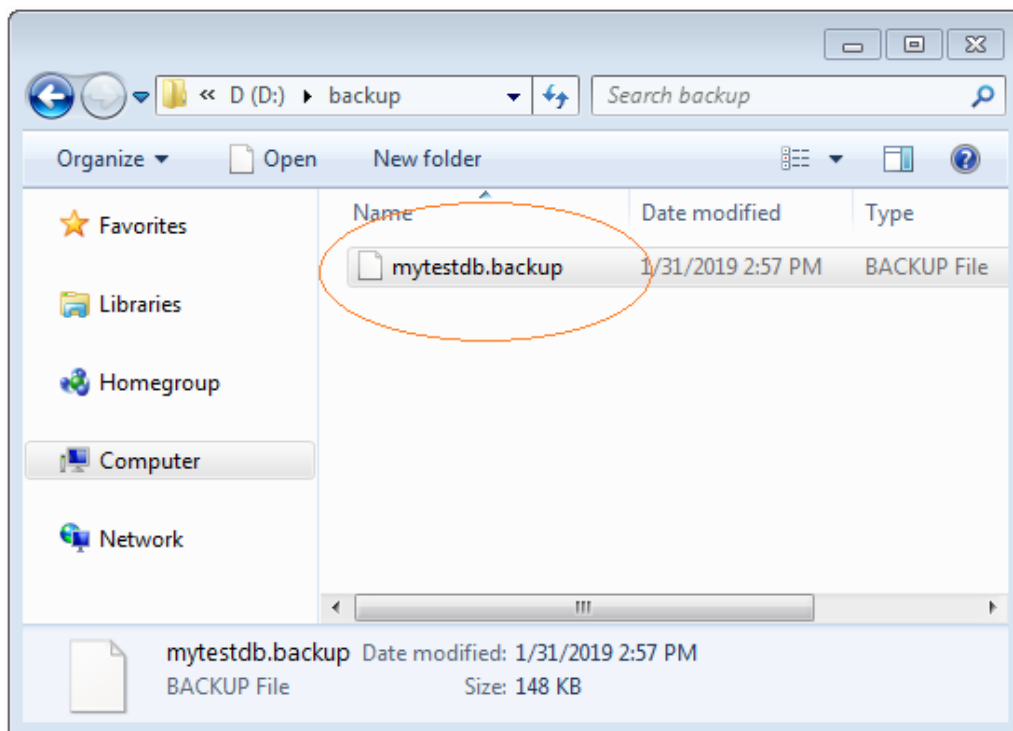 « D (D:) ▸ backup
Search backup
Organize Open New folder
Name Date modified Type
Favorites
mytestdb.backup 1/31/2019 2:57 PM BACKUP File
Libraries
Homegroup
Computer
Network
mytestdb.backup Date modified: 1/31/2019 2:57 PM
BACKUP File Size: 148 KB